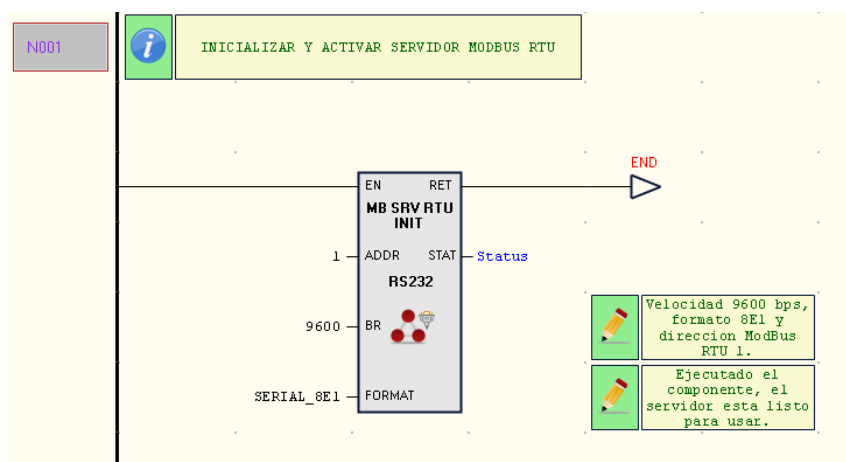 N001
INICIALIZAR Y ACTIVAR SERVIDOR MODBUS RTU
END
EN RET
MB SRV RTU
INIT
1 ADDR STAT Status
RS232
9600 BR
SERIAL_8E1 FORMAT
Velocidad 9600 bps,
formato 8E1 y
direccion ModBus
RTU 1.
Ejecutado el
componente, el
servidor esta listo
para usar.